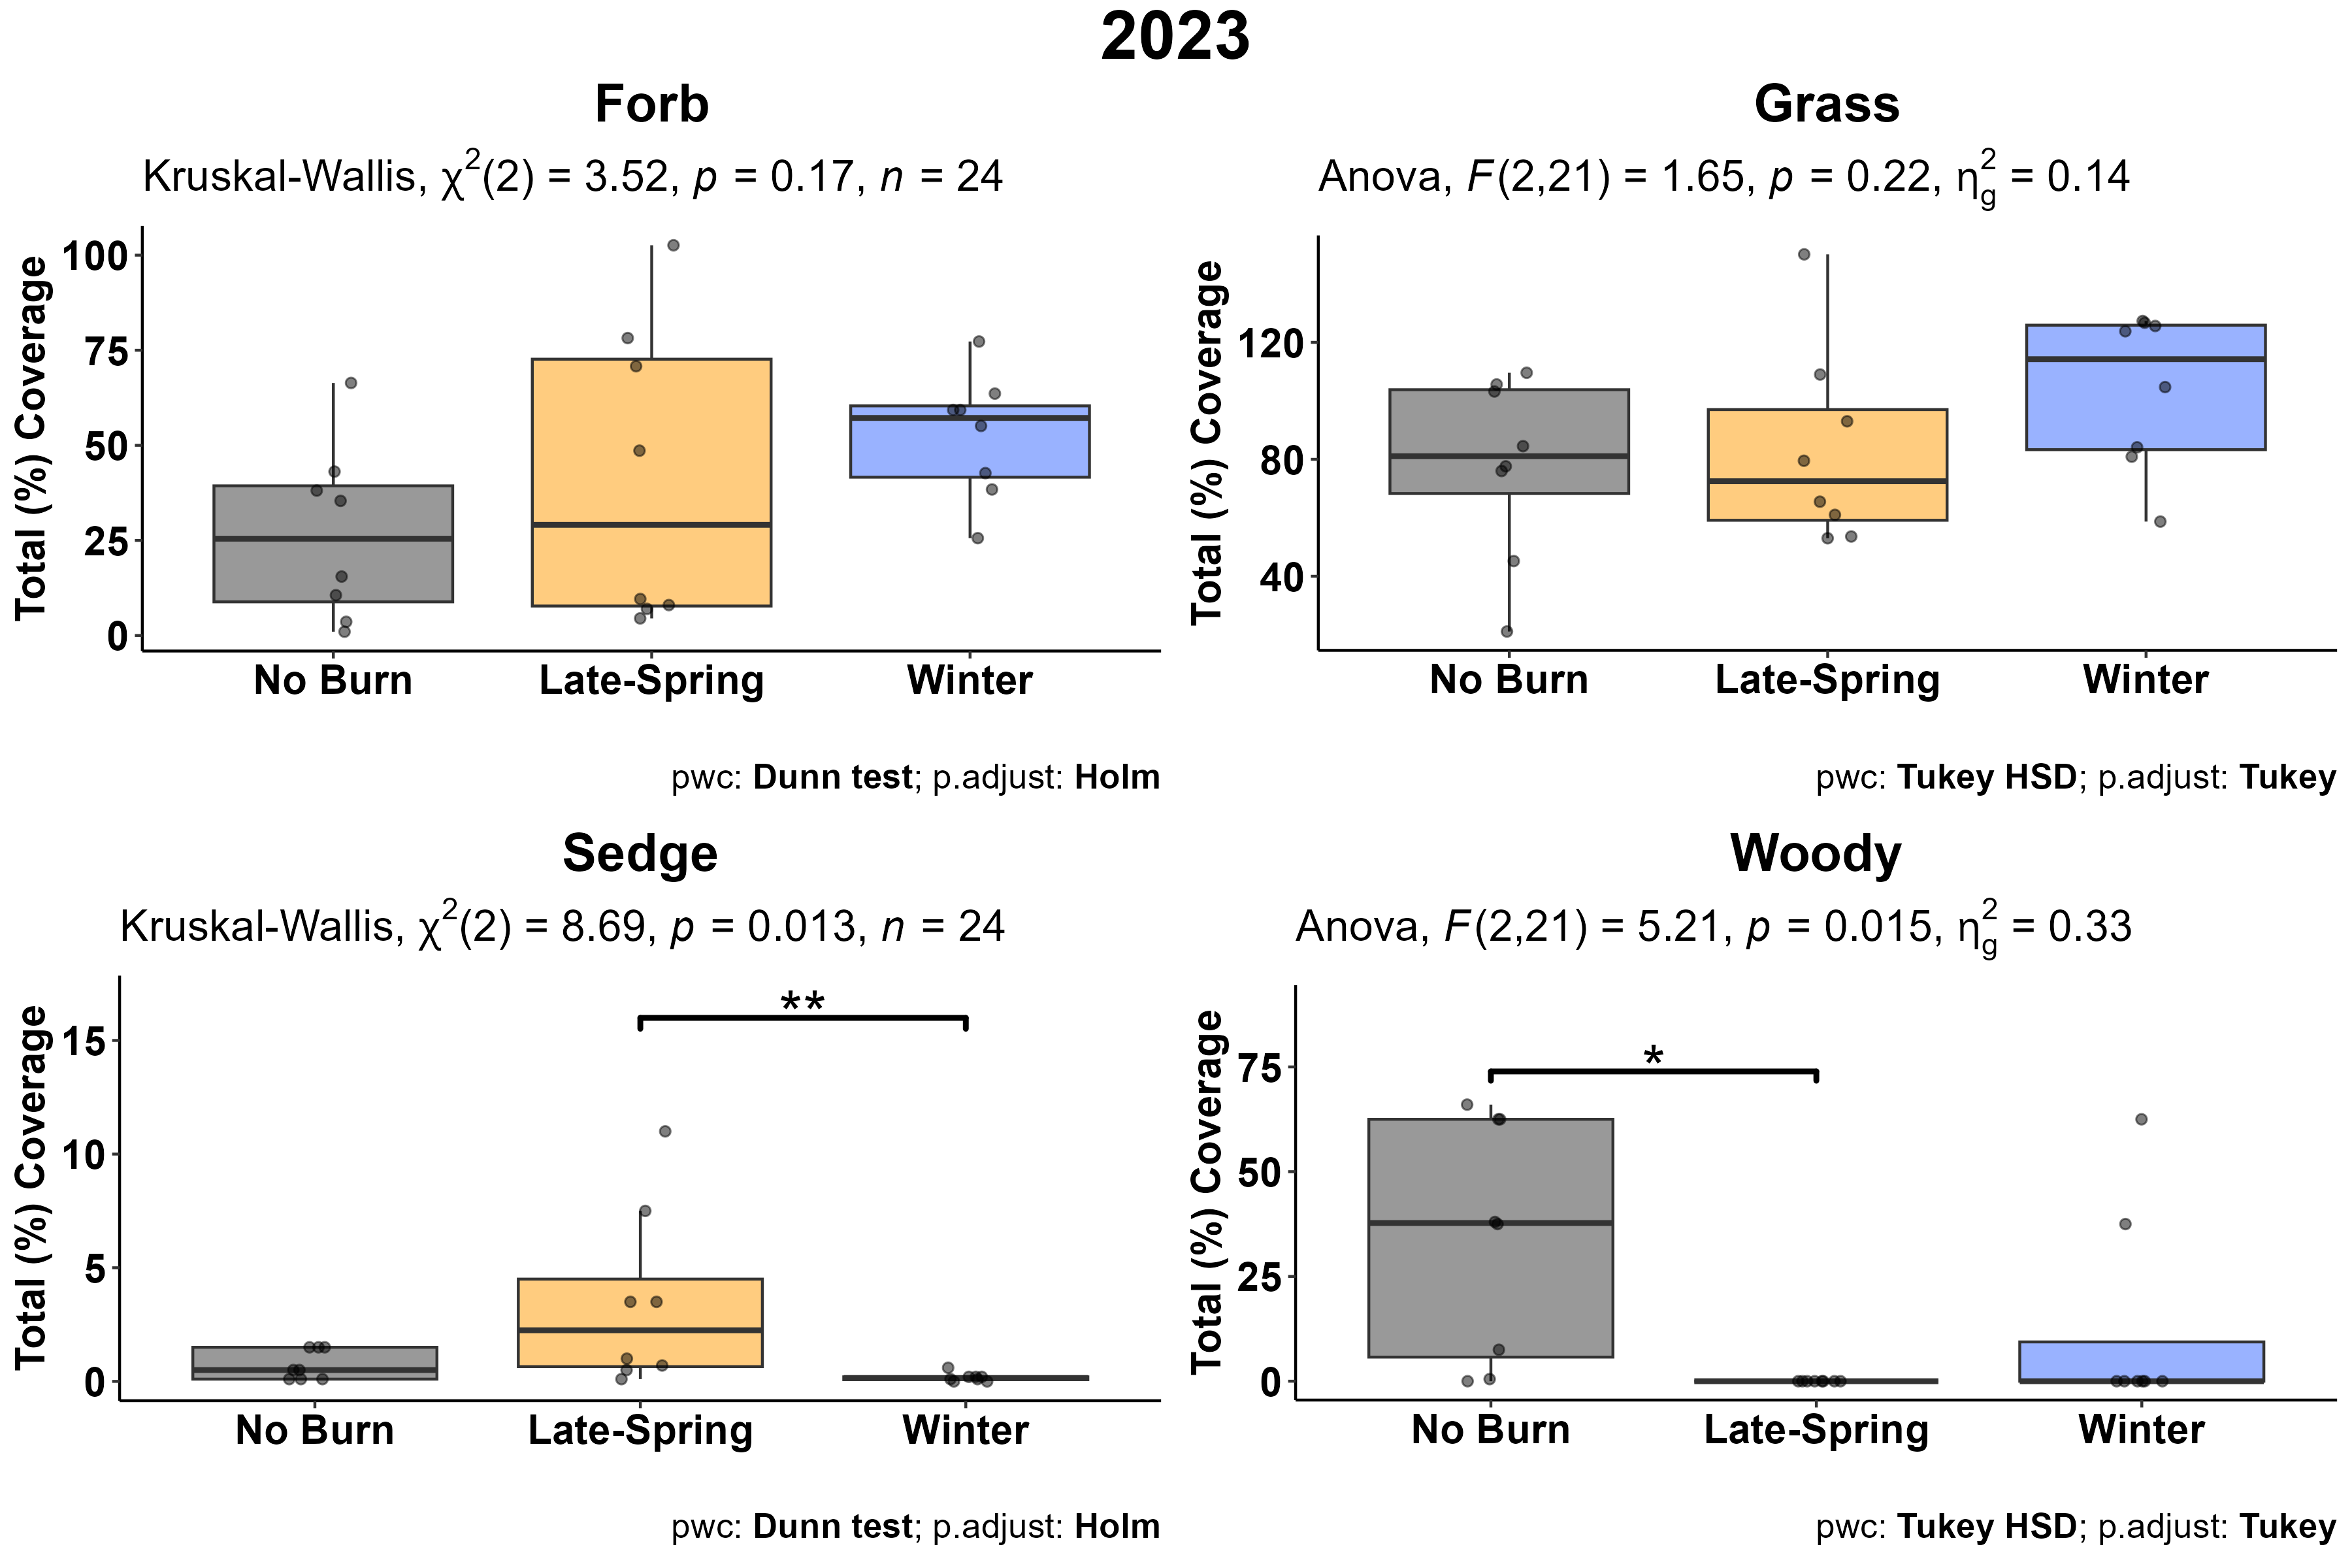 2023
Forb
Kruskal-Wallis, χ²(2) = 3.52, p = 0.17, n = 24
Total (%) Coverage
100
75
50
25
0
No Burn Late-Spring Winter
pwc: Dunn test; p.adjust: Holm
Grass
Anova, F(2,21) = 1.65, p = 0.22, η²g = 0.14
Total (%) Coverage
120
80
40
No Burn Late-Spring Winter
pwc: Tukey HSD; p.adjust: Tukey
Sedge
Kruskal-Wallis, χ²(2) = 8.69, p = 0.013, n = 24
Total (%) Coverage
**
15
10
5
0
No Burn Late-Spring Winter
pwc: Dunn test; p.adjust: Holm
Woody
Anova, F(2,21) = 5.21, p = 0.015, η²g = 0.33
Total (%) Coverage
*
75
50
25
0
No Burn Late-Spring Winter
pwc: Tukey HSD; p.adjust: Tukey